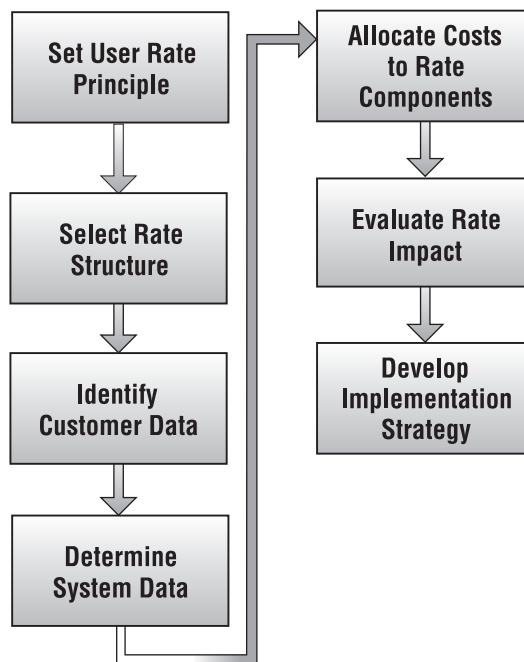 Set User Rate
Principle
Select Rate
Structure
Identify
Customer Data
Determine
System Data
Allocate Costs
to Rate
Components
Evaluate Rate
Impact
Develop
Implementation
Strategy